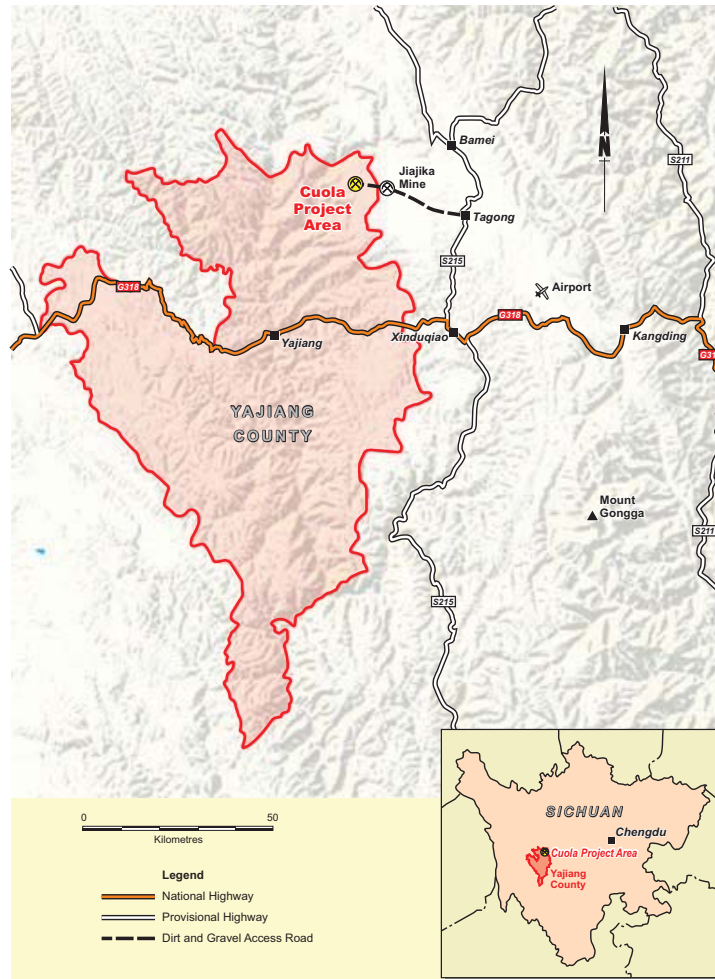 N
S211
Bamei
Jiajika
Mine
Cuola
Project
Area
Tagong
S215
Airport
G318
G318
Yajiang
Xinduqiao
Kangding
G31
YAJIANG
COUNTY
Mount
Gongga
S211
S215
SICHUAN
Chengdu
Cuola Project Area
Yajiang
County
0 50
Kilometres
Legend
National Highway
Provisional Highway
Dirt and Gravel Access Road